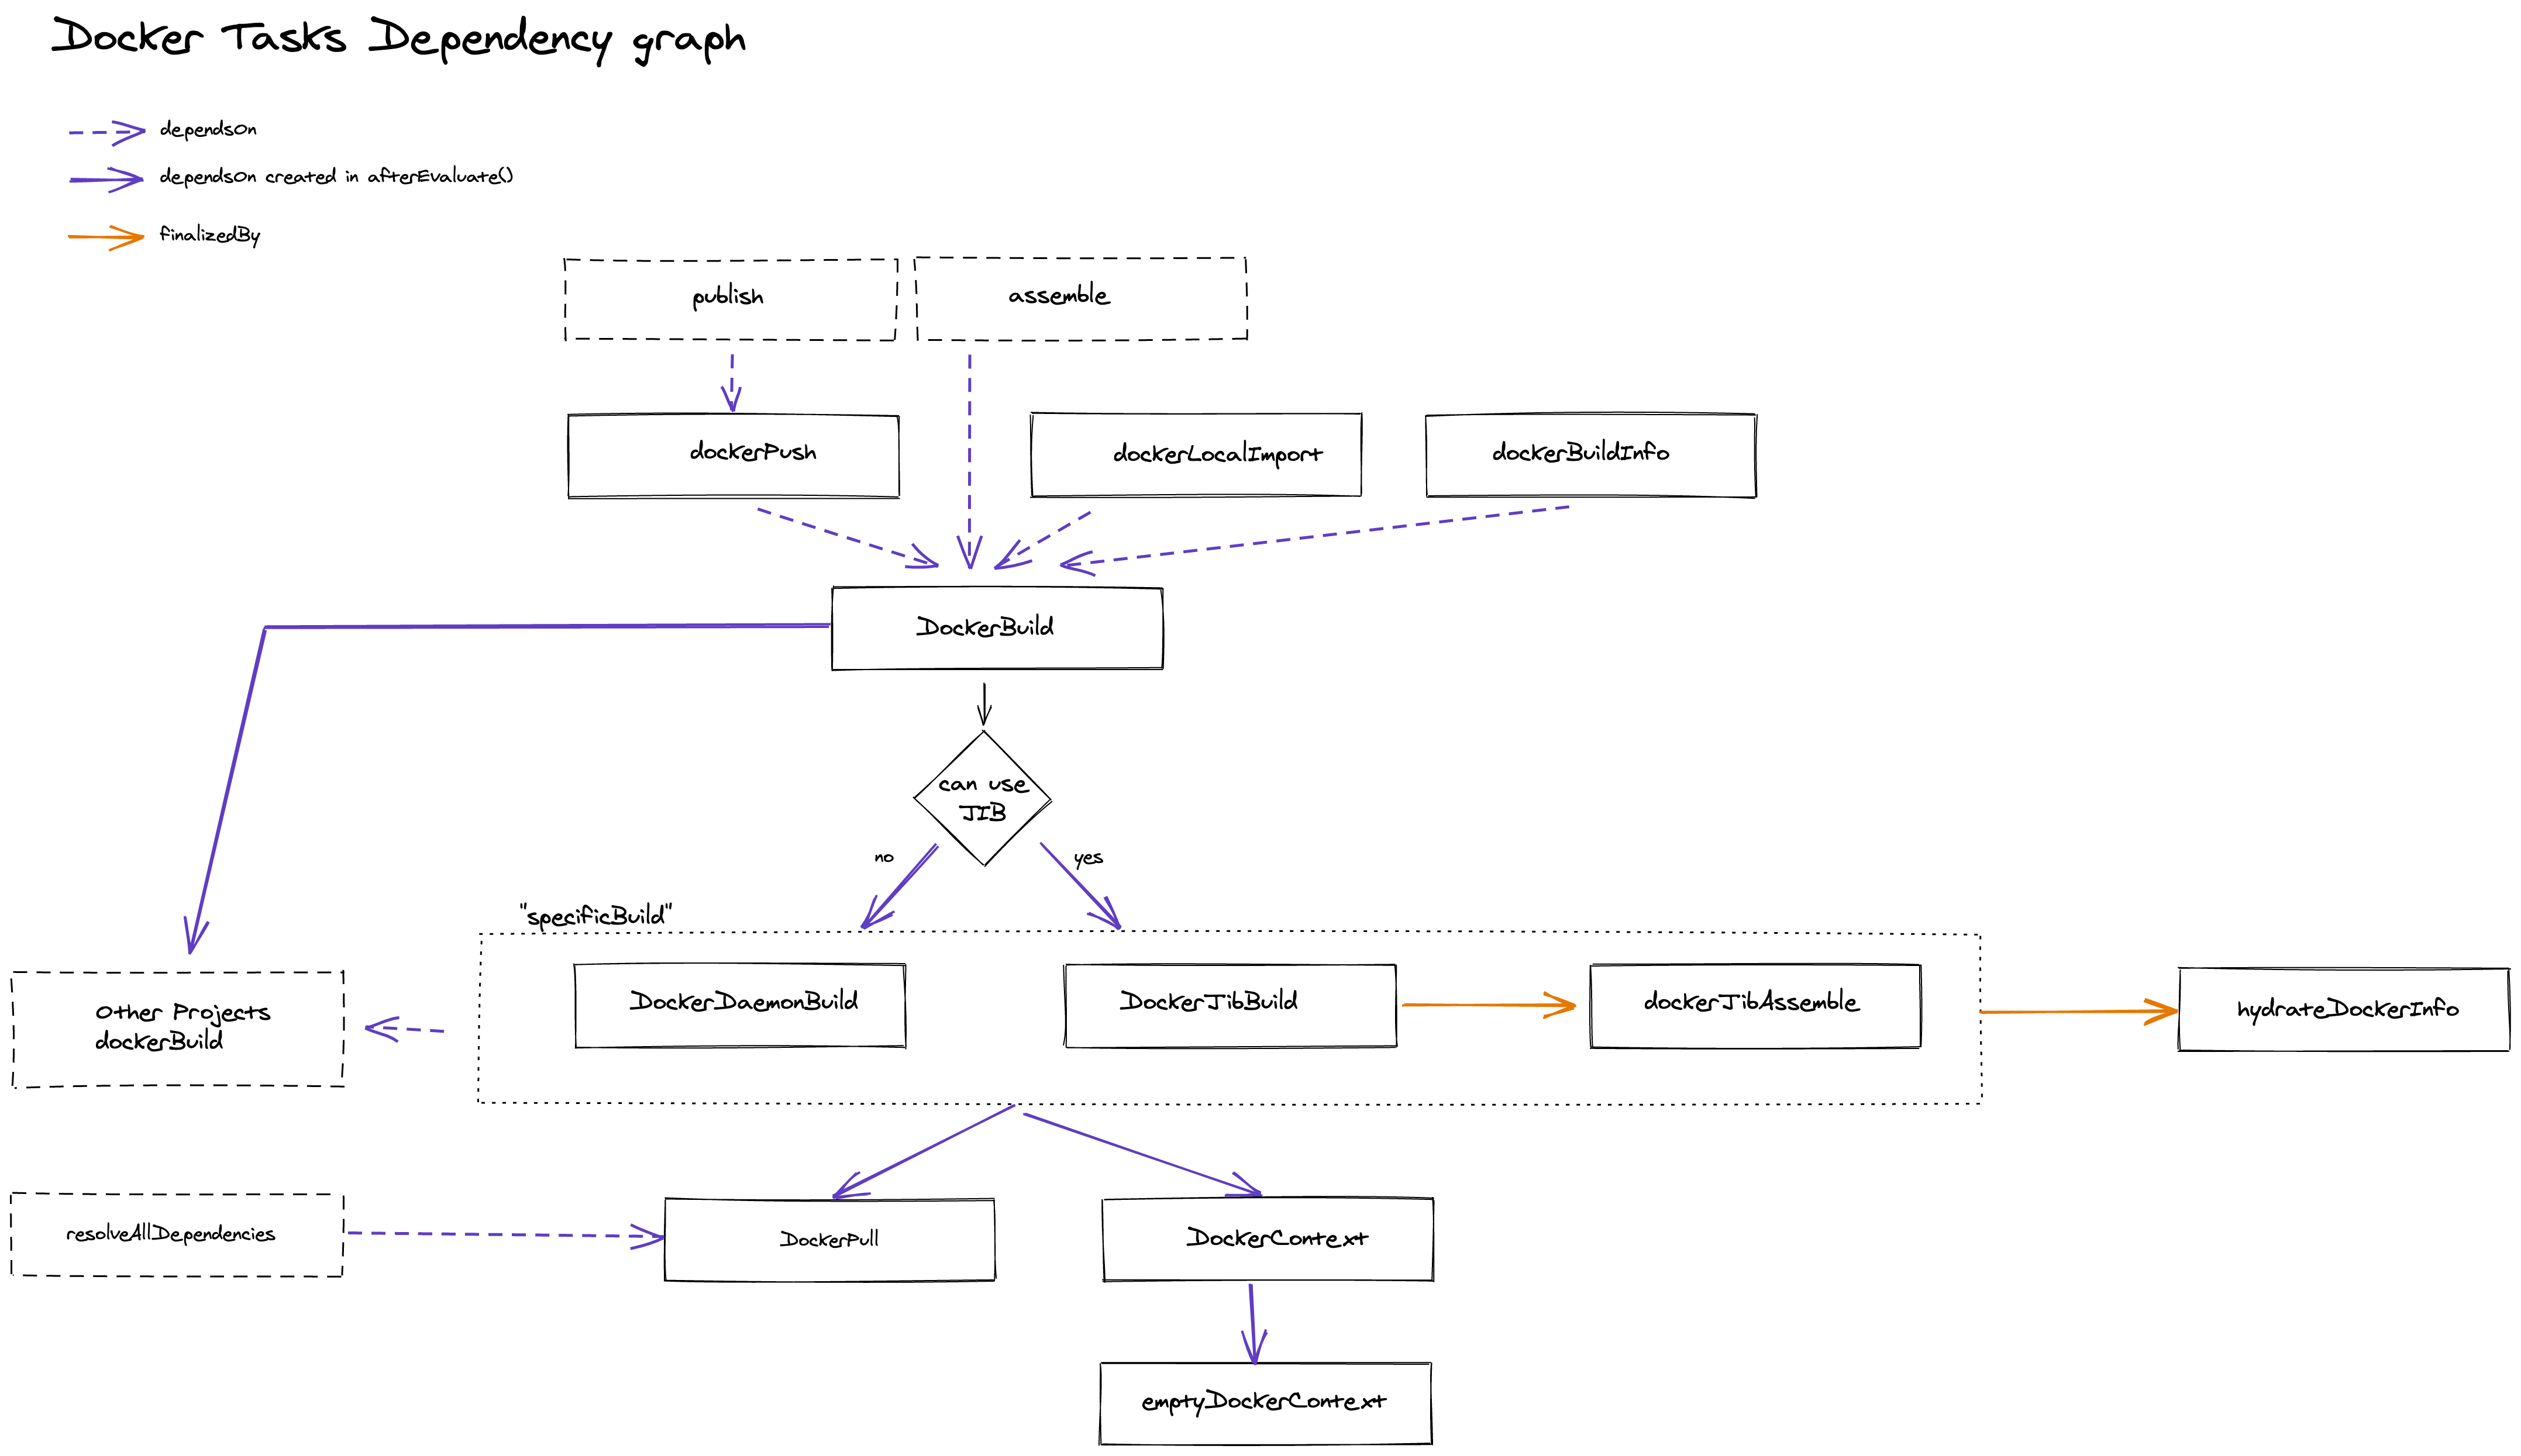 Docker Tasks Dependency graph
dependsOn
dependsOn created in afterEvaluate()
finalizedBy
publish
assemble
dockerPush
dockerLocalImport
dockerBuildInfo
DockerBuild
can use
JIB
no
yes
"specificBuild"
Other Projects
dockerBuild
DockerDaemonBuild
DockerJibBuild
dockerJibAssemble
hydrateDockerInfo
resolveAllDependencies
DockerPull
DockerContext
emptyDockerContext